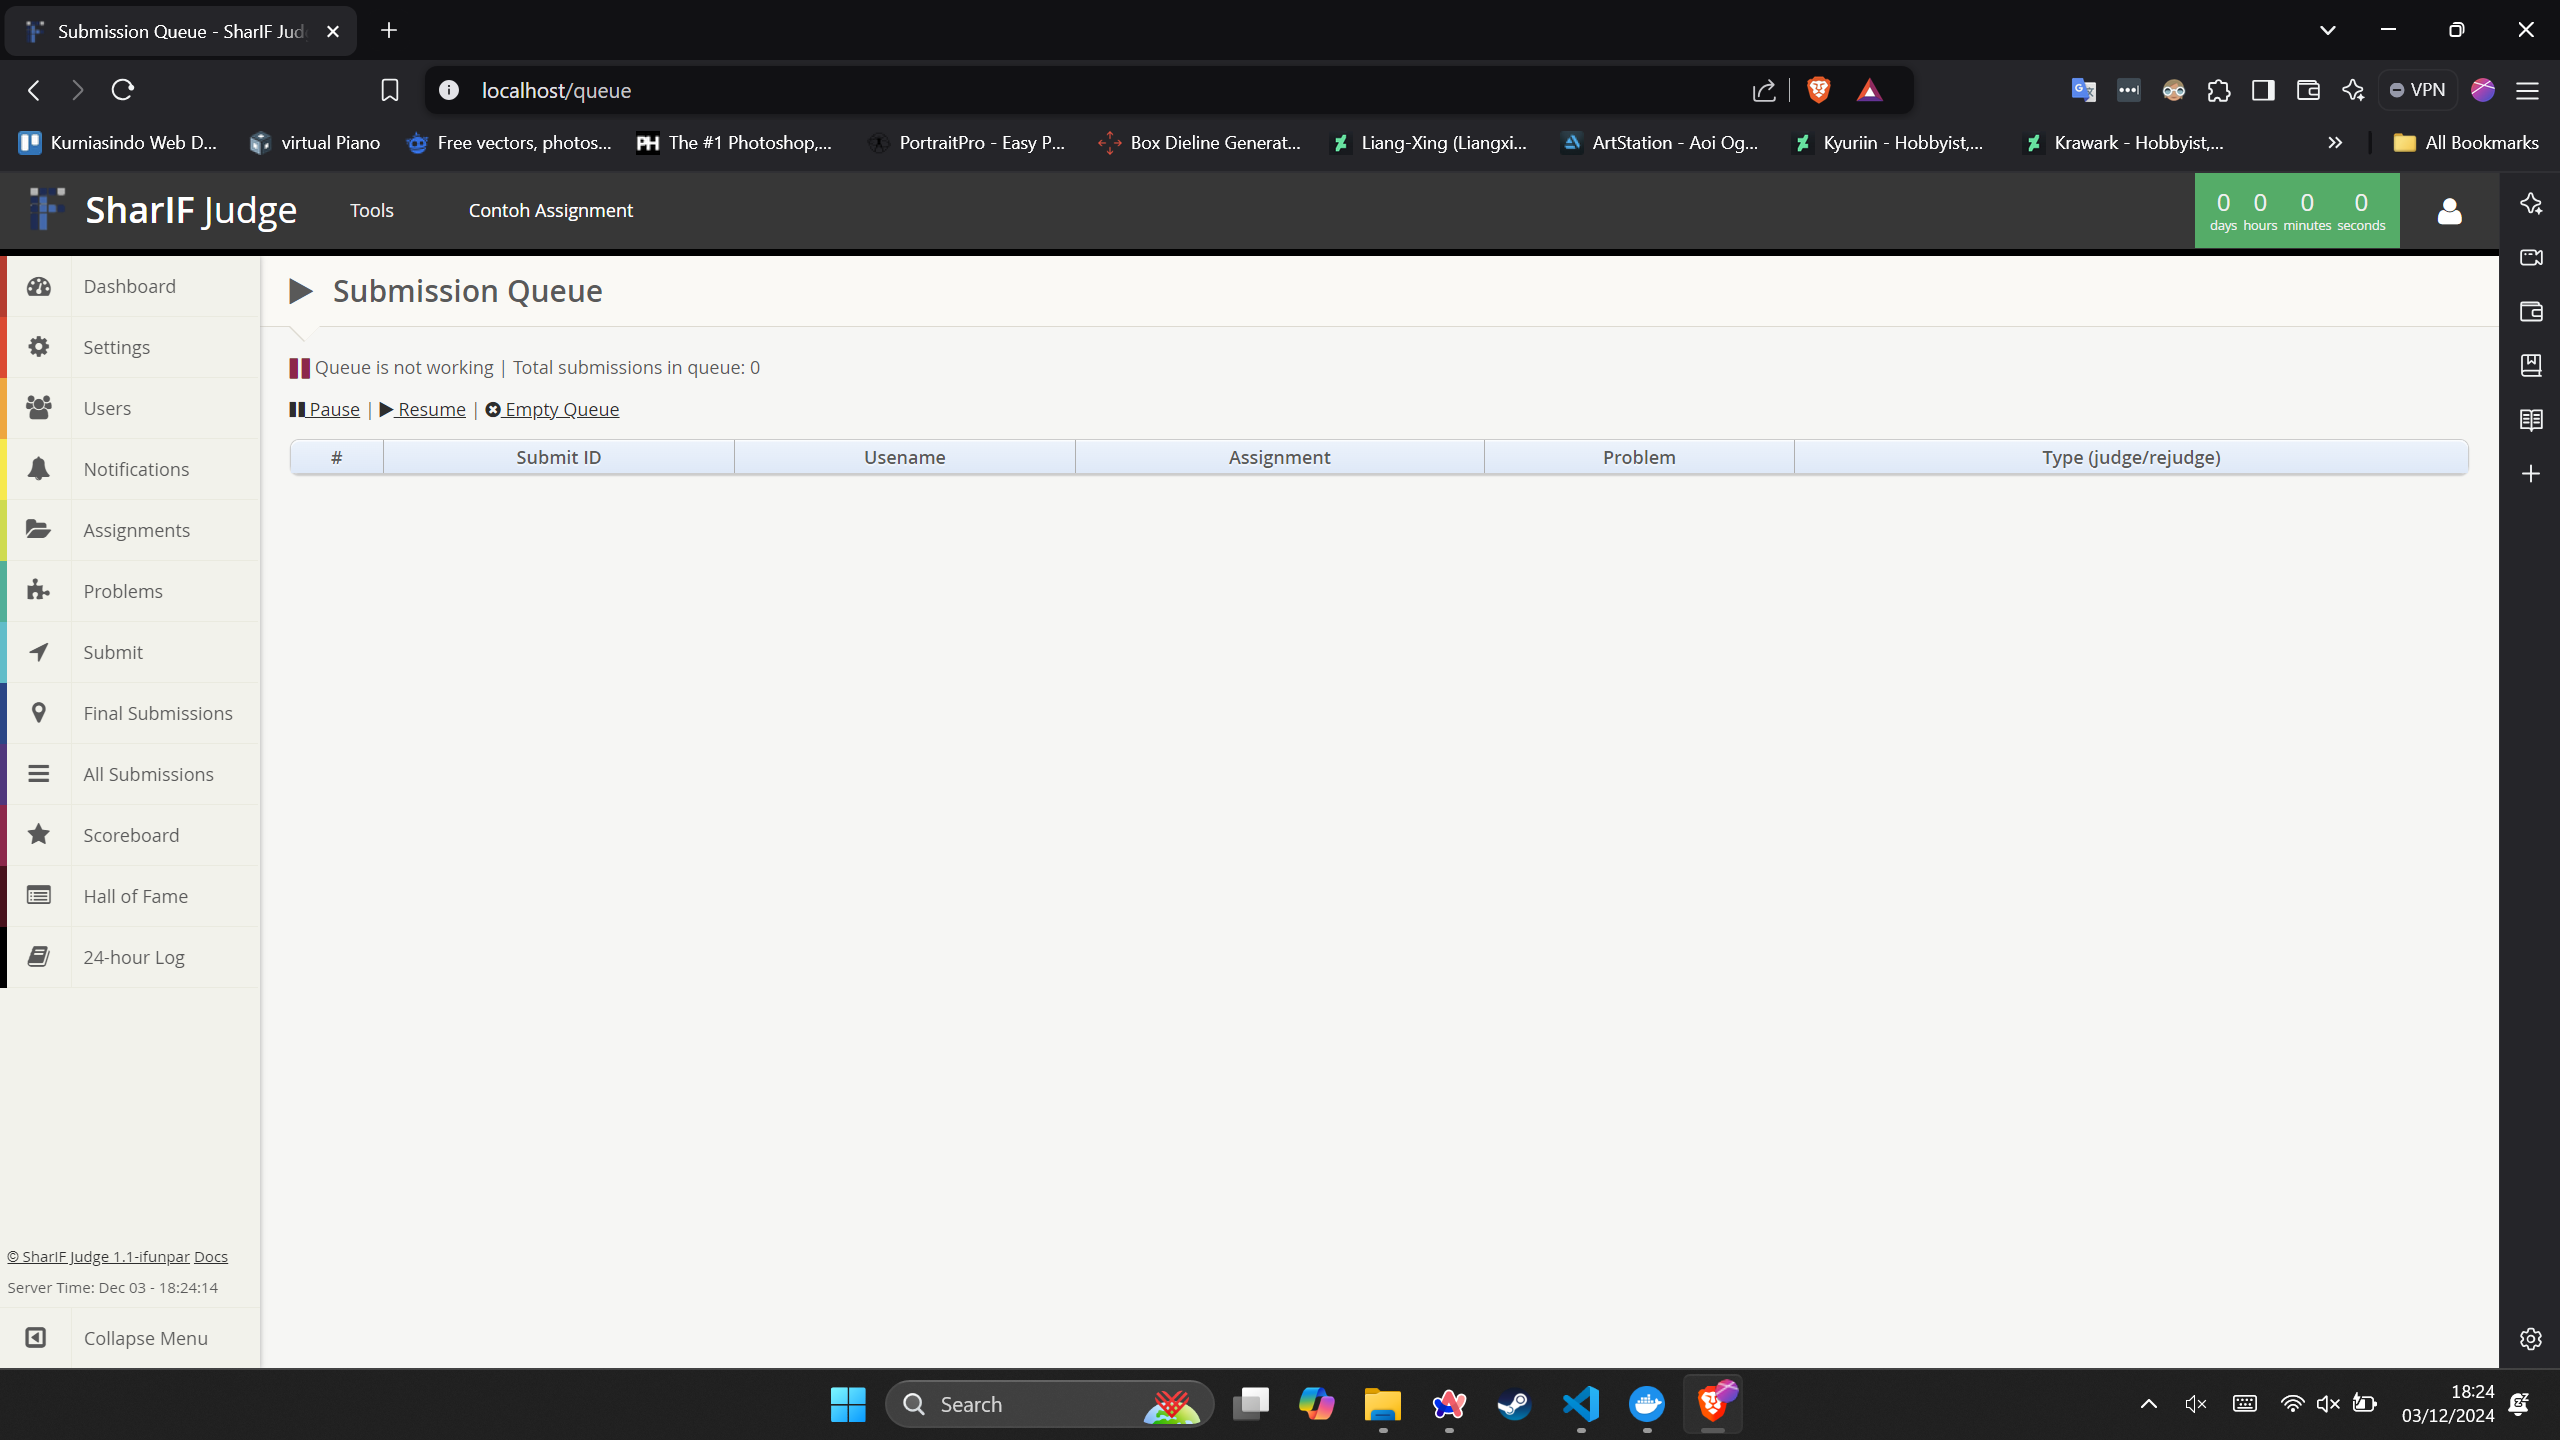 Submission Queue - SharIF Jud
localhost/queue
VPN
Kurniasindo Web D... virtual Piano Free vectors, photos... PH The #1 Photoshop,... PortraitPro - Easy P... Box Dieline Generat... Liang-Xing (Liangxi... ArtStation - Aoi Og... Kyuriin - Hobbyist,... Krawark - Hobbyist,... » All Bookmarks
SharIF Judge Tools Contoh Assignment
0 0 0 0
days hours minutes seconds
Dashboard
Settings
Users
Notifications
Assignments
Problems
Submit
Final Submissions
All Submissions
Scoreboard
Hall of Fame
24-hour Log
© SharIF Judge 1.1-ifunpar Docs
Server Time: Dec 03 - 18:24:14
Collapse Menu
Submission Queue
Queue is not working | Total submissions in queue: 0
Pause | Resume | Empty Queue
# Submit ID Usename Assignment Problem Type (judge/rejudge)
Search
18:24
03/12/2024